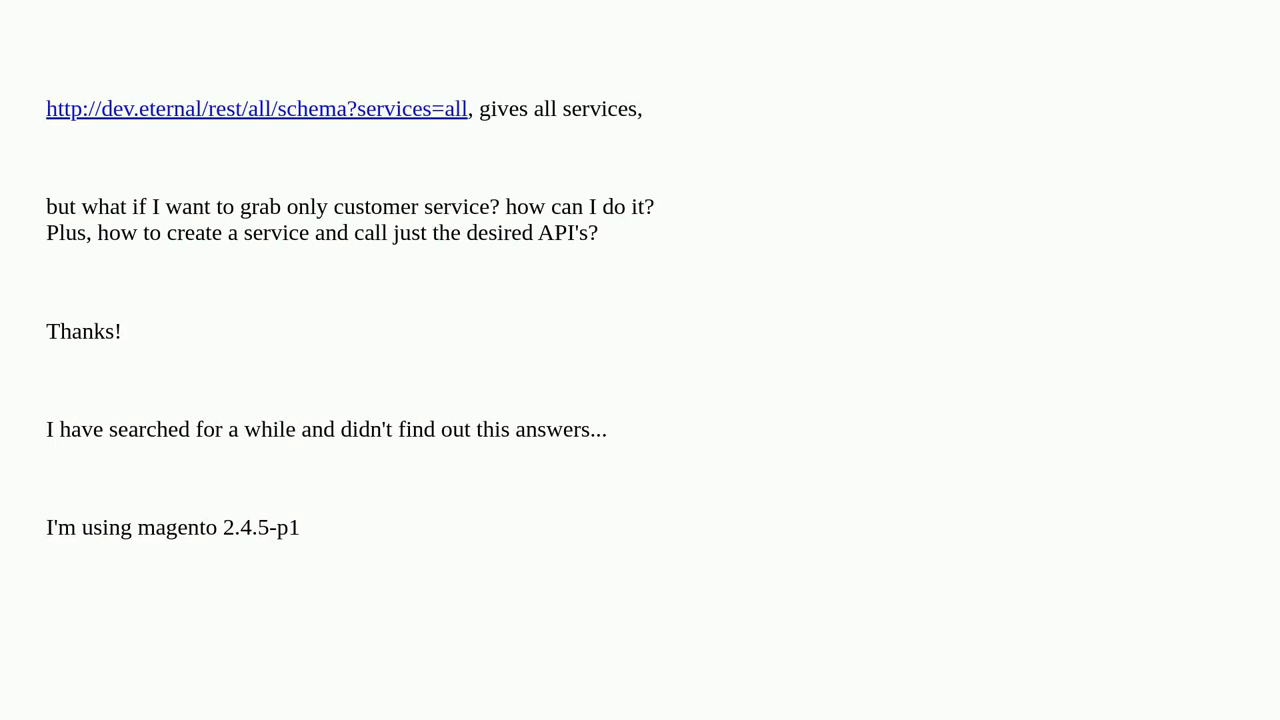 http://dev.eternal/rest/all/schema?services=all, gives all services,
but what if I want to grab only customer service? how can I do it?
Plus, how to create a service and call just the desired API's?
Thanks!
I have searched for a while and didn't find out this answers...
I'm using magento 2.4.5-p1